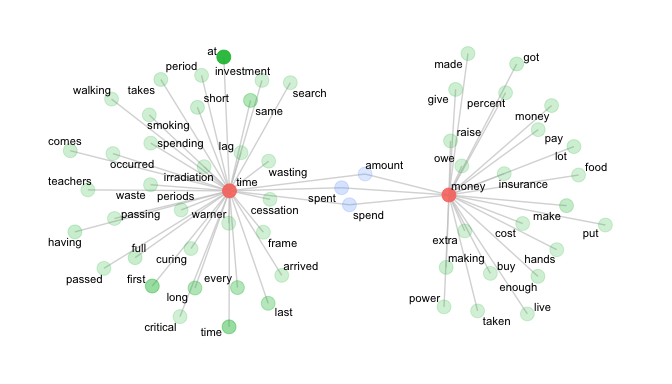 at
made
got
period
investment
walking
takes
give
percent
search
short
same
money
smoking
raise
pay
comes
spending
lag
lot
occurred
owe
wasting
amount
food
teachers
irradiation
time
money
insurance
waste
periods
spent
passing
warner
cessation
spend
make
having
full
frame
extra
cost
put
passed
curing
making
hands
first
every
arrived
buy
long
enough
power
last
live
critical
time
taken